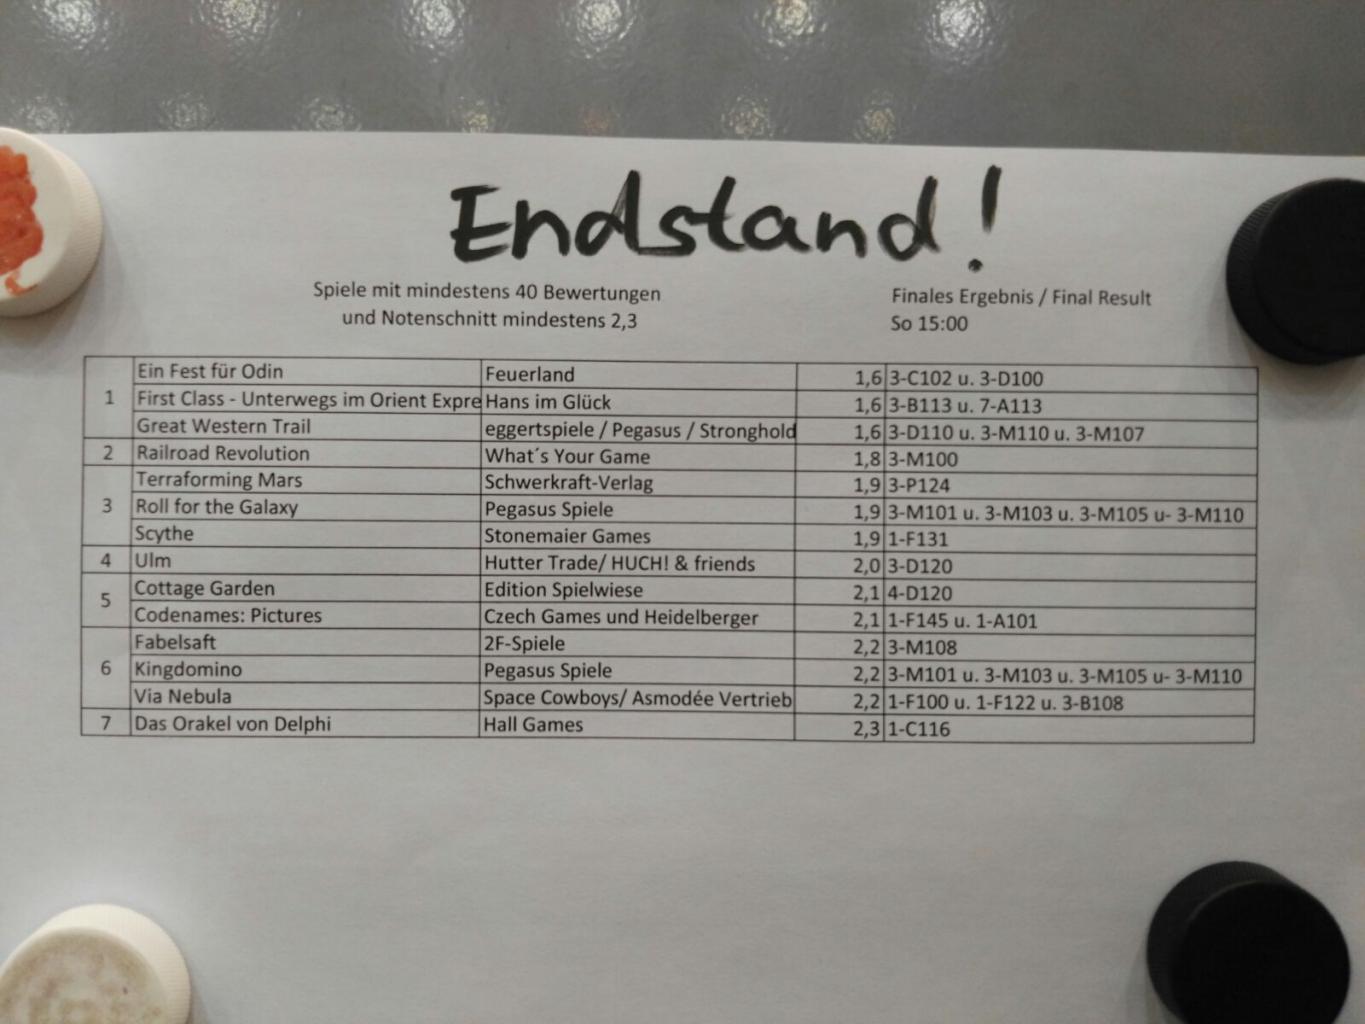 Endstand!
Spiele mit mindestens 40 Bewertungen
und Notenschnitt mindestens 2,3
Finales Ergebnis / Final Result
So 15:00
1 Ein Fest für Odin Feuerland 1,6 3-C102 u. 3-D100
First Class - Unterwegs im Orient Expre Hans im Glück 1,6 3-B113 u. 7-A113
Great Western Trail eggertspiele / Pegasus / Stronghold 1,6 3-D110 u. 3-M110 u. 3-M107
2 Railroad Revolution What´s Your Game 1,8 3-M100
3 Terraforming Mars Schwerkraft-Verlag 1,9 3-P124
Roll for the Galaxy Pegasus Spiele 1,9 3-M101 u. 3-M103 u. 3-M105 u- 3-M110
Scythe Stonemaier Games 1,9 1-F131
4 Ulm Hutter Trade/ HUCH! & friends 2,0 3-D120
5 Cottage Garden Edition Spielwiese 2,1 4-D120
Codenames: Pictures Czech Games und Heidelberger 2,1 1-F145 u. 1-A101
6 Fabelsaft 2F-Spiele 2,2 3-M108
Kingdomino Pegasus Spiele 2,2 3-M101 u. 3-M103 u. 3-M105 u- 3-M110
Via Nebula Space Cowboys/ Asmodée Vertrieb 2,2 1-F100 u. 1-F122 u. 3-B108
7 Das Orakel von Delphi Hall Games 2,3 1-C116